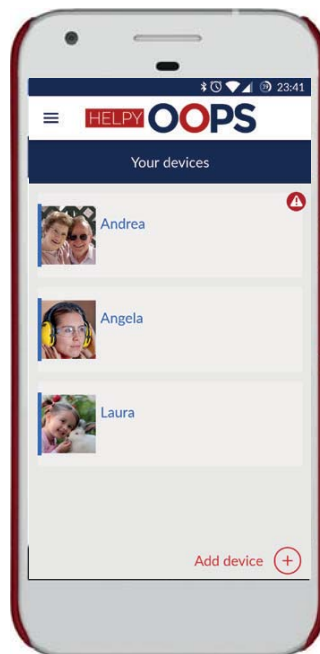 23:41
HELPY OOPS
Your devices
Andrea
Angela
Laura
Add device